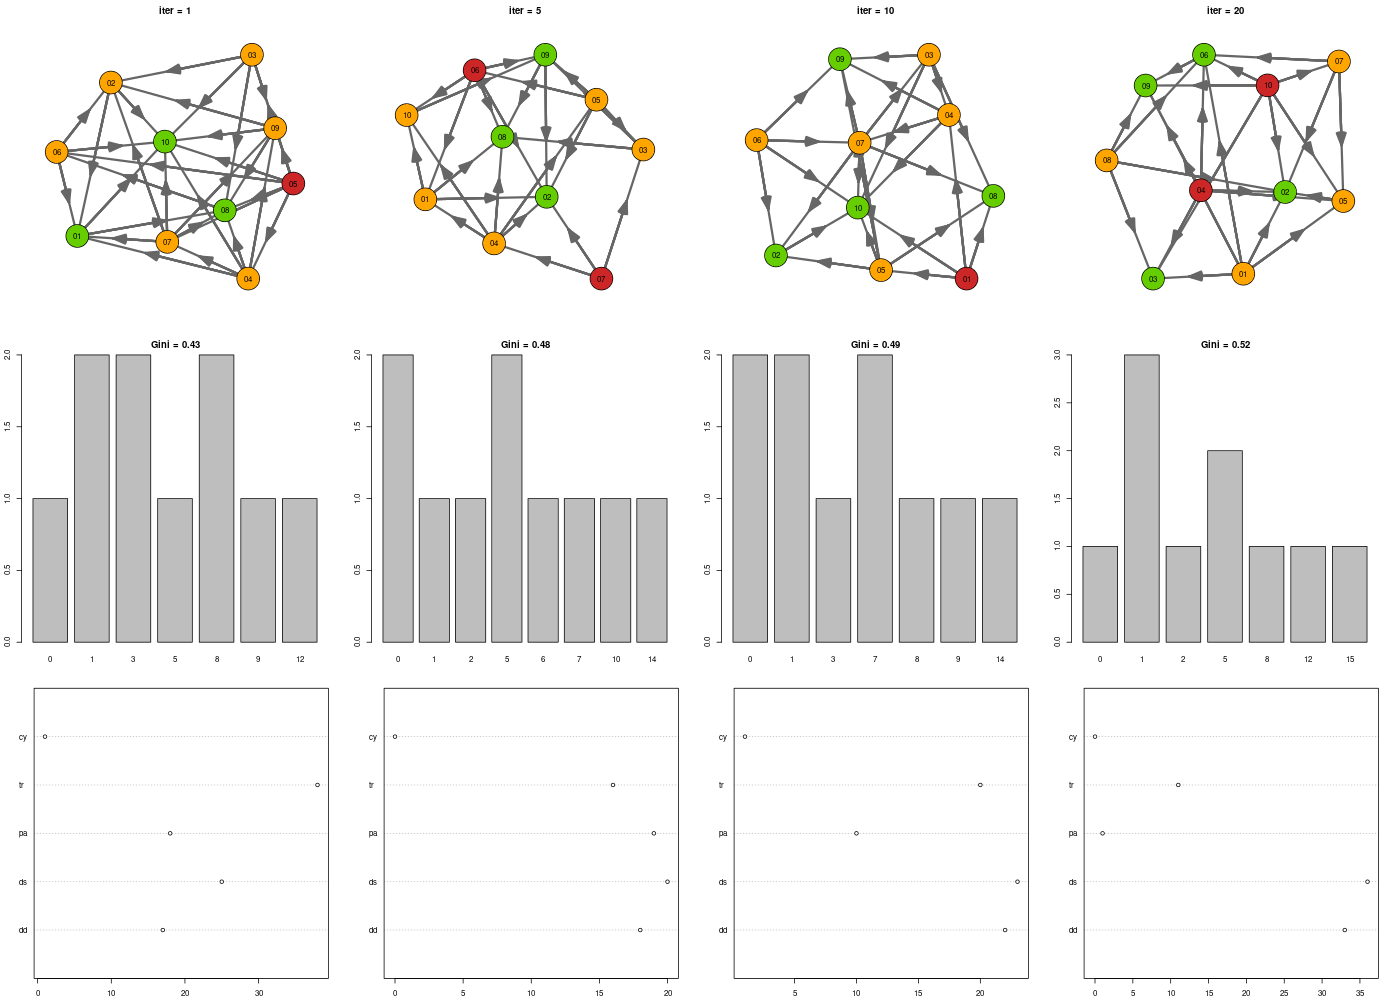 iter = 1
iter = 5
iter = 10
iter = 20
03
02
09
10
06
05
08
01
07
04
09
06
05
10
08
03
02
01
04
07
03
09
04
06
07
08
10
02
05
01
06
07
09
10
08
04
02
05
01
03
Gini = 0.43
0.0 0.5 1.0 1.5 2.0
0 1 3 5 8 9 12
Gini = 0.48
0.0 0.5 1.0 1.5 2.0
0 1 2 5 6 7 10 14
Gini = 0.49
0.0 0.5 1.0 1.5 2.0
0 1 3 7 8 9 14
Gini = 0.52
0.0 0.5 1.0 1.5 2.0 2.5 3.0
0 1 2 5 8 12 15
cy
tr
pa
ds
dd
0 10 20 30
cy
tr
pa
ds
dd
0 5 10 15 20
cy
tr
pa
ds
dd
5 10 15 20
cy
tr
pa
ds
dd
0 5 10 15 20 25 30 35